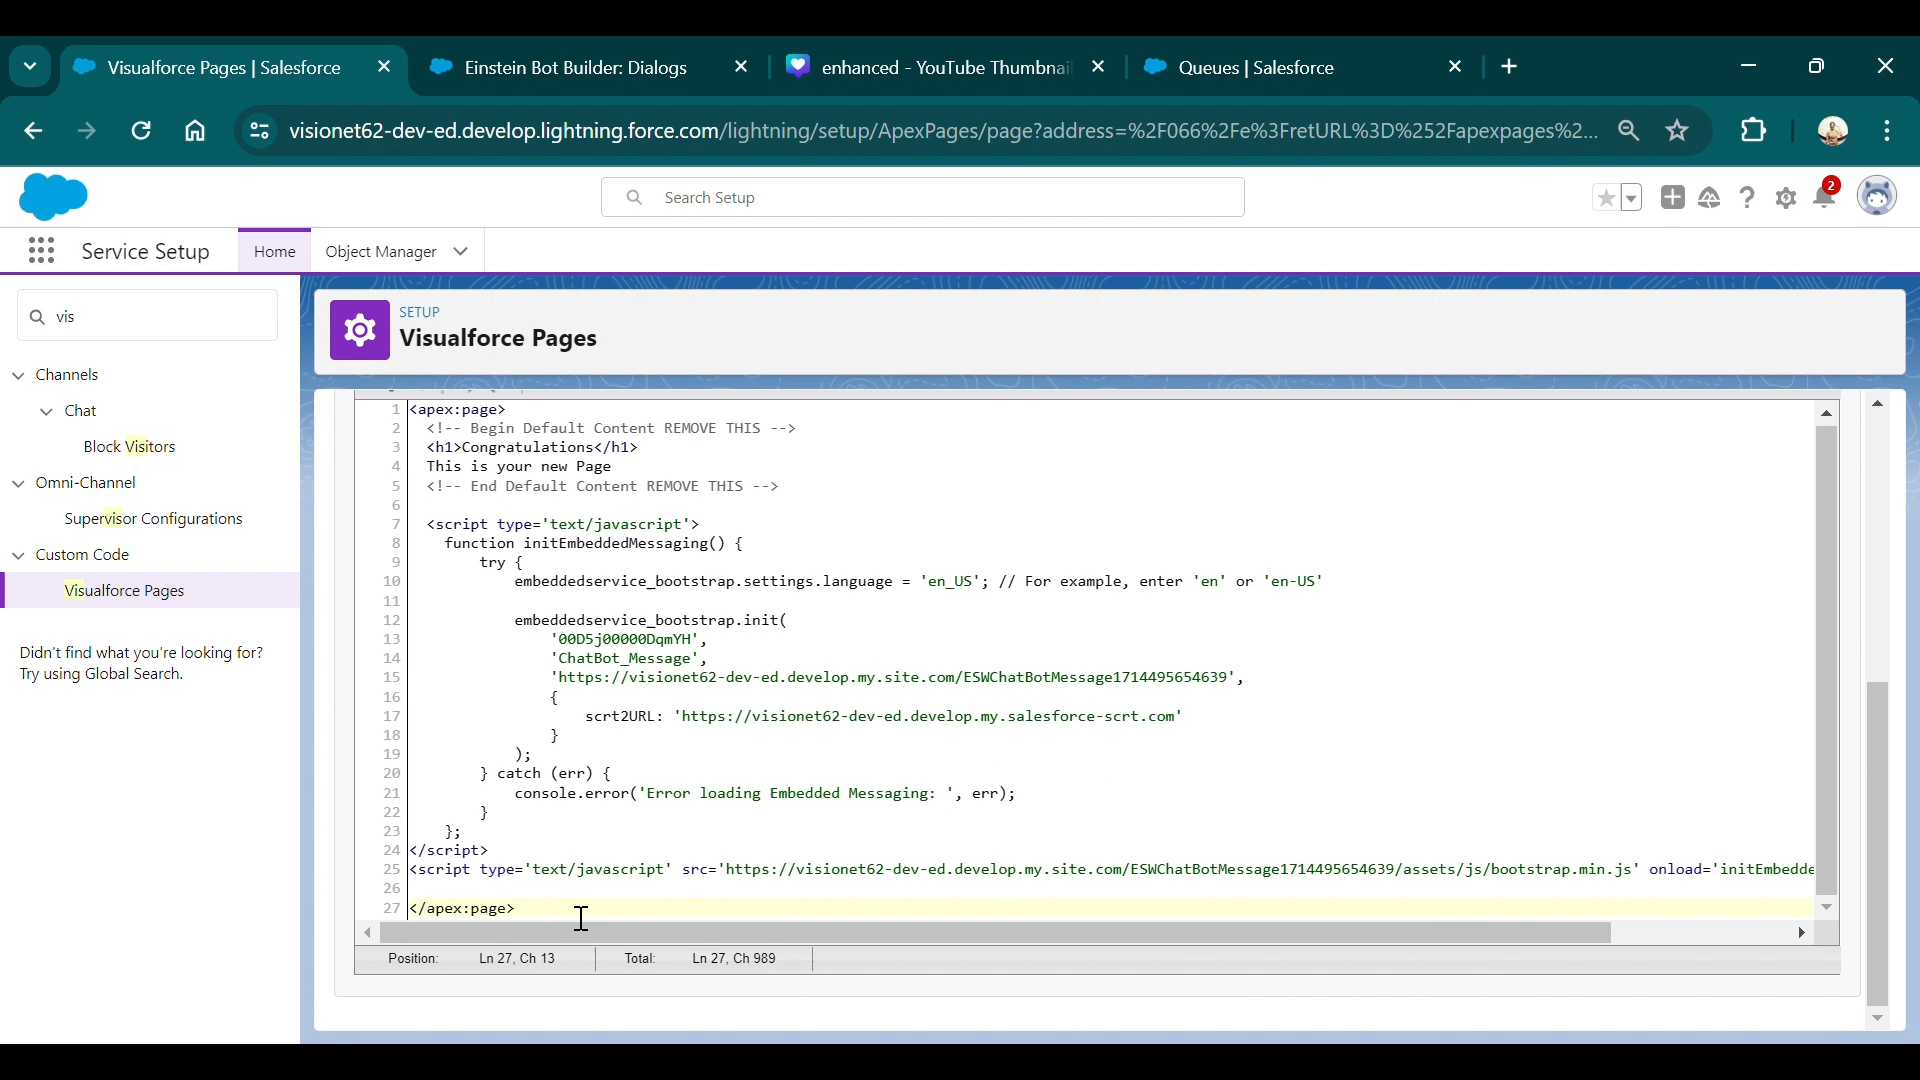 Visualforce Pages | Salesforce
Einstein Bot Builder: Dialogs
enhanced - YouTube Thumbnai
Queues | Salesforce
visionet62-dev-ed.develop.lightning.force.com/lightning/setup/ApexPages/page?address=%2F066%2Fe%3FretURL%3D%252Fapexpages%2...
Search Setup
2
Service Setup
Home
Object Manager
vis
Channels
Chat
Block Visitors
Omni-Channel
Supervisor Configurations
Custom Code
Visualforce Pages
Didn't find what you're looking for?
Try using Global Search.
SETUP
Visualforce Pages
1 <apex:page>
2 <!-- Begin Default Content REMOVE THIS -->
3 <h1>Congratulations</h1>
4 This is your new Page
5 <!-- End Default Content REMOVE THIS -->
6
7 <script type='text/javascript'>
8 function initEmbeddedMessaging() {
9 try {
10 embeddedservice_bootstrap.settings.language = 'en_US'; // For example, enter 'en' or 'en-US'
11
12 embeddedservice_bootstrap.init(
13 '00D5j00000DqmYH',
14 'ChatBot_Message',
15 'https://visionet62-dev-ed.develop.my.site.com/ESWChatBotMessage1714495654639',
16 {
17 scrt2URL: 'https://visionet62-dev-ed.develop.my.salesforce-scrt.com'
18 }
19 );
20 } catch (err) {
21 console.error('Error loading Embedded Messaging: ', err);
22 }
23 };
24 </script>
25 <script type='text/javascript' src='https://visionet62-dev-ed.develop.my.site.com/ESWChatBotMessage1714495654639/assets/js/bootstrap.min.js' onload='initEmbedde
26
27 </apex:page>
Position: Ln 27, Ch 13 Total: Ln 27, Ch 989